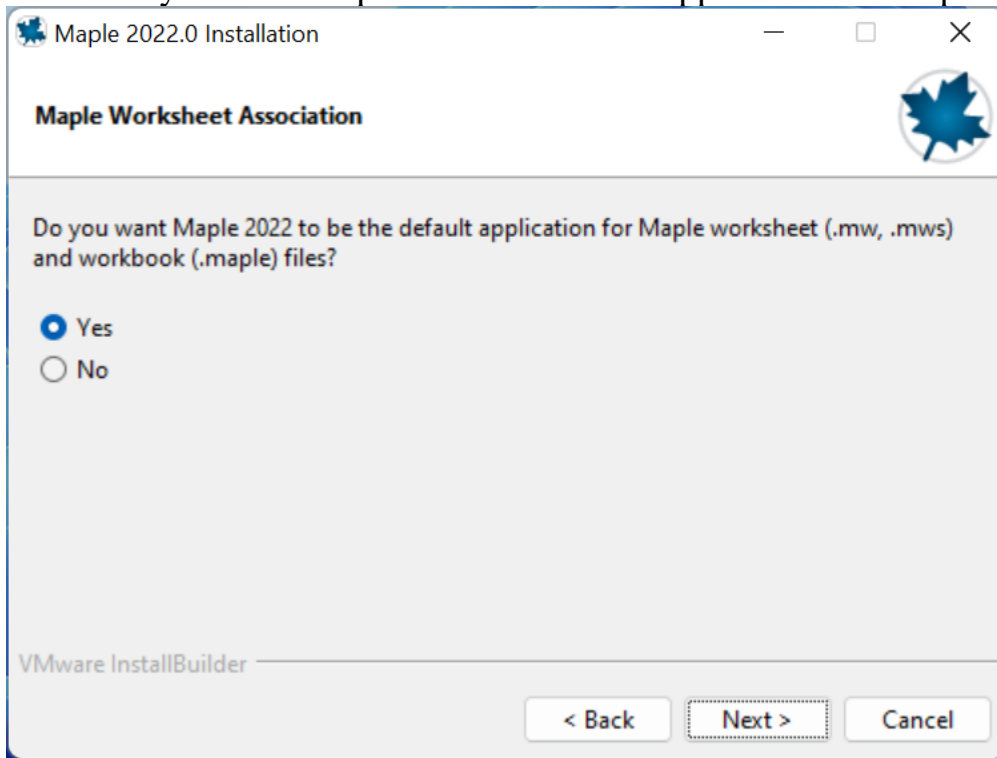 Maple 2022.0 Installation
Maple Worksheet Association
Do you want Maple 2022 to be the default application for Maple worksheet (.mw, .mws)
and workbook (.maple) files?
Yes
No
VMware InstallBuilder
< Back Next > Cancel